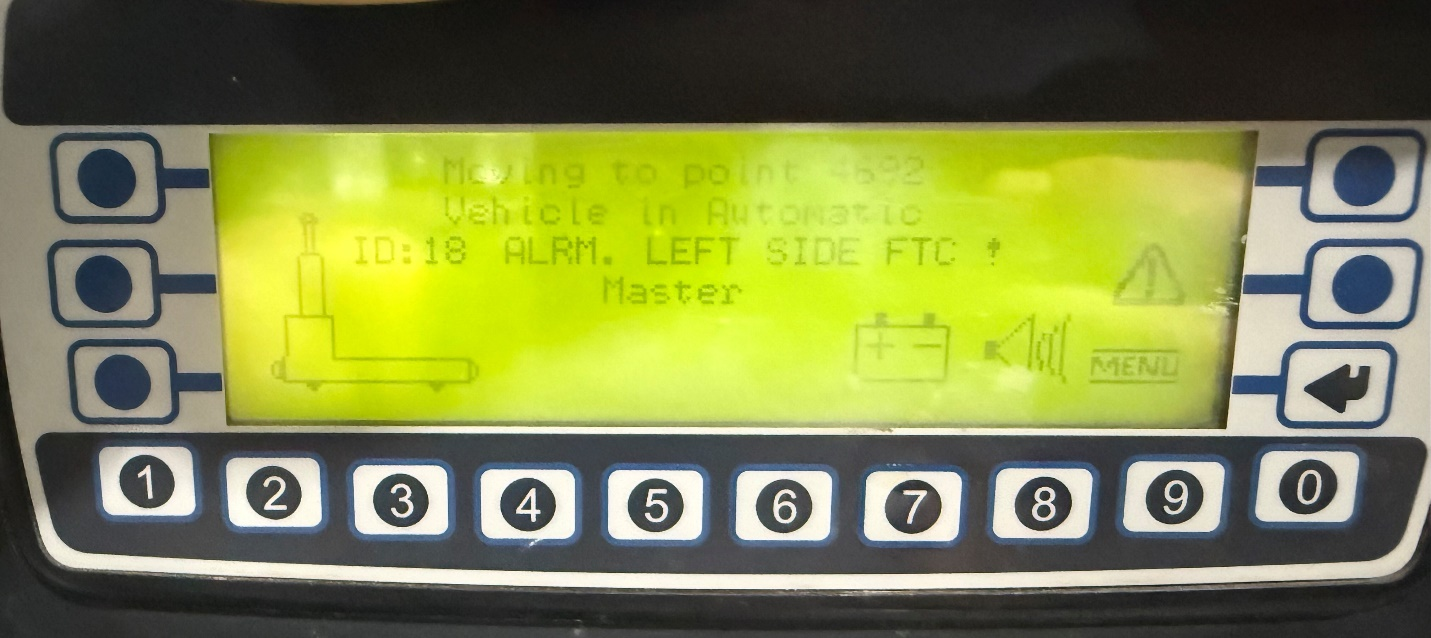 Moving to point 4692
Vehicle in Automatic
ID:18 ALRM. LEFT SIDE FTC !
Master
MENU
1 2 3 4 5 6 7 8 9 0